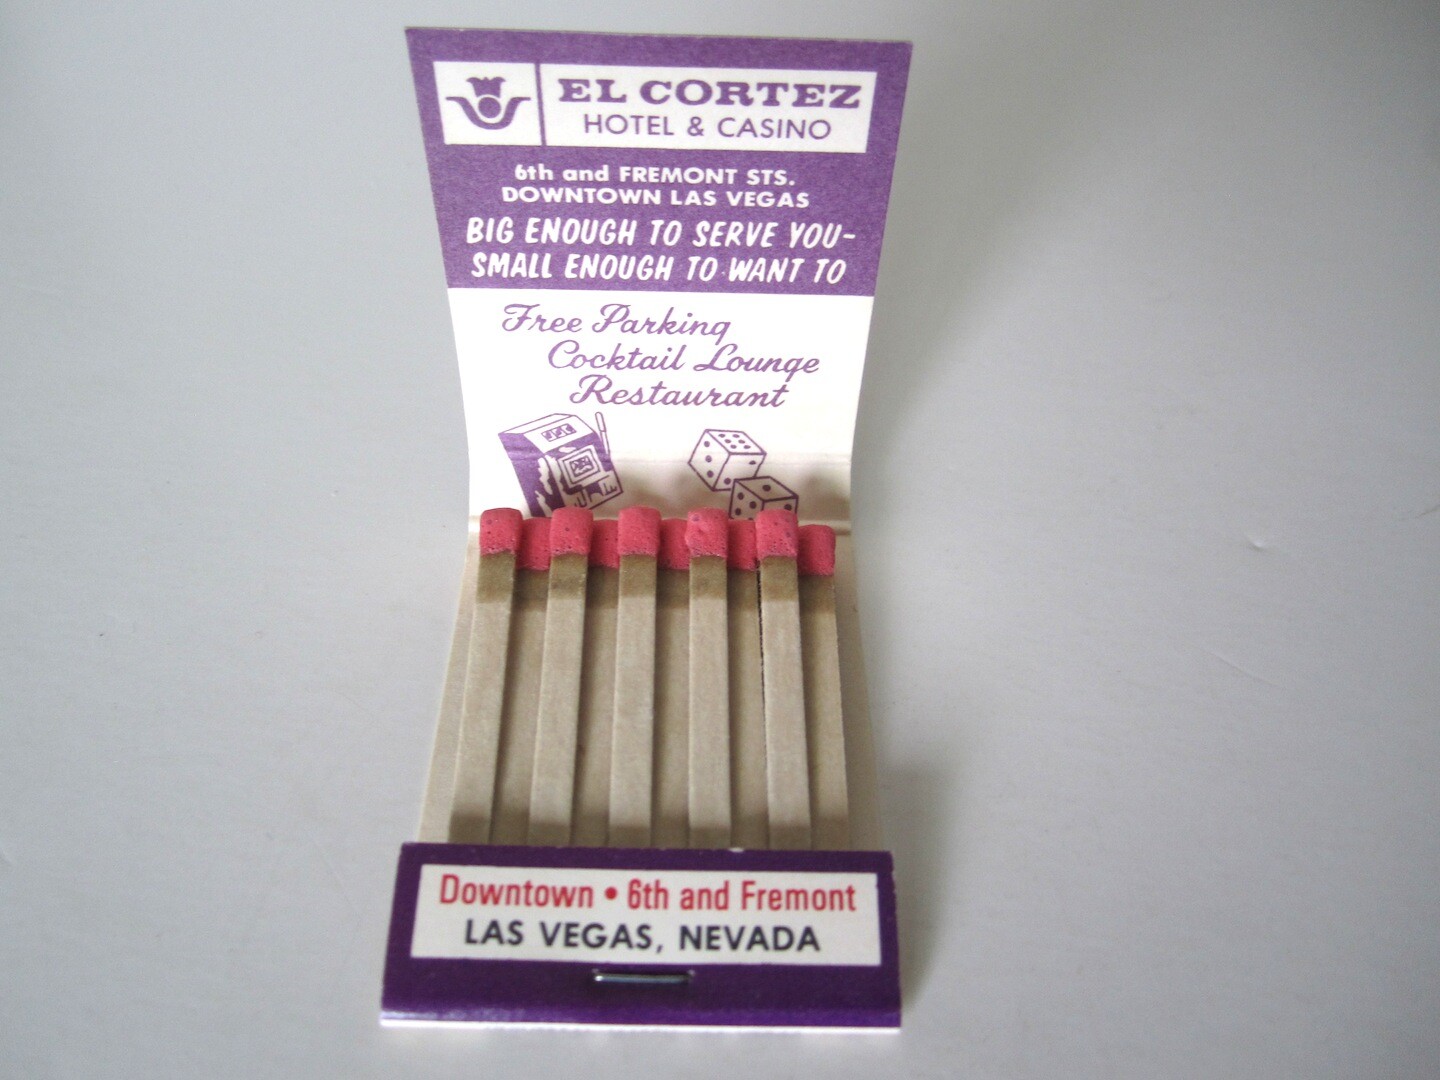 EL CORTEZ
HOTEL & CASINO
6th and FREMONT STS.
DOWNTOWN LAS VEGAS
BIG ENOUGH TO SERVE YOU-
SMALL ENOUGH TO WANT TO
Free Parking
Cocktail Lounge
Restaurant
Downtown • 6th and Fremont
LAS VEGAS, NEVADA